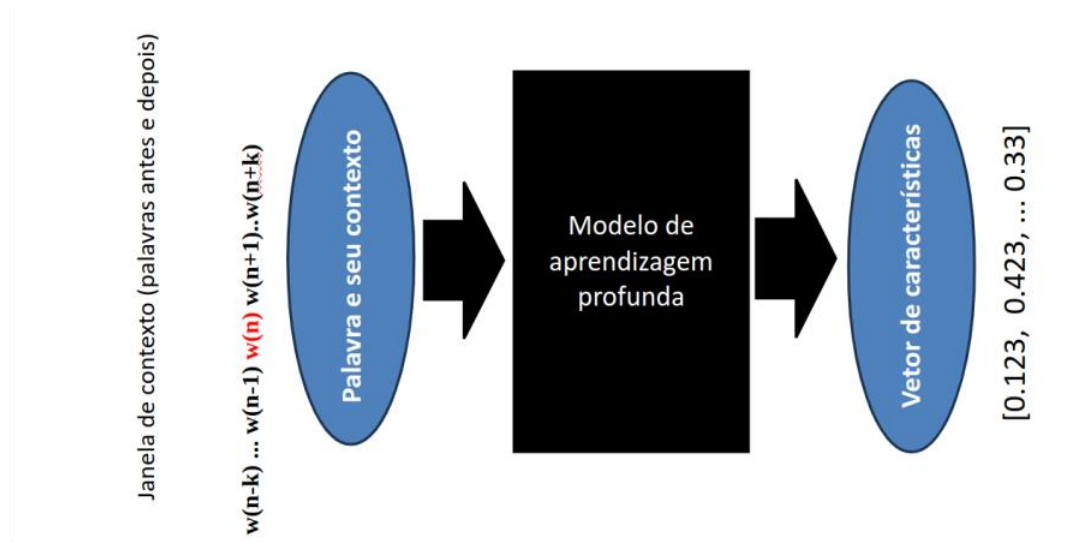 Janela de contexto (palavras antes e depois)
w(n-k) ... w(n-1) w(n) w(n+1)..w(n+k)
Palavra e seu contexto
Modelo de
aprendizagem
profunda
Vetor de características
[0.123, 0.423, ... 0.33]